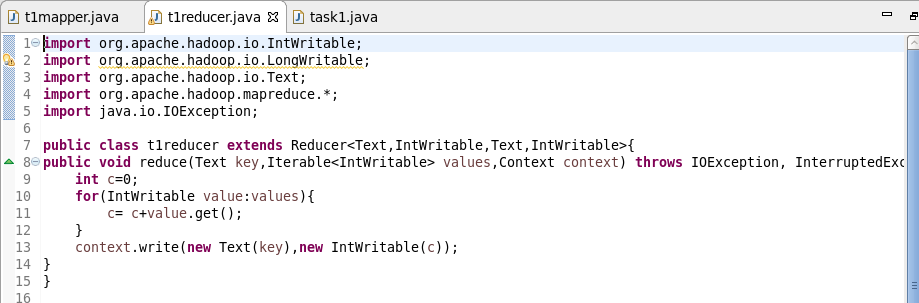 t1mapper.java t1reducer.java task1.java
1 import org.apache.hadoop.io.IntWritable;
2 import org.apache.hadoop.io.LongWritable;
3 import org.apache.hadoop.io.Text;
4 import org.apache.hadoop.mapreduce.*;
5 import java.io.IOException;
6
7 public class t1reducer extends Reducer<Text,IntWritable,Text,IntWritable>{
8 public void reduce(Text key,Iterable<IntWritable> values,Context context) throws IOException, InterruptedExc
9     int c=0;
10     for(IntWritable value:values){
11         c= c+value.get();
12     }
13     context.write(new Text(key),new IntWritable(c));
14 }
15 }
16